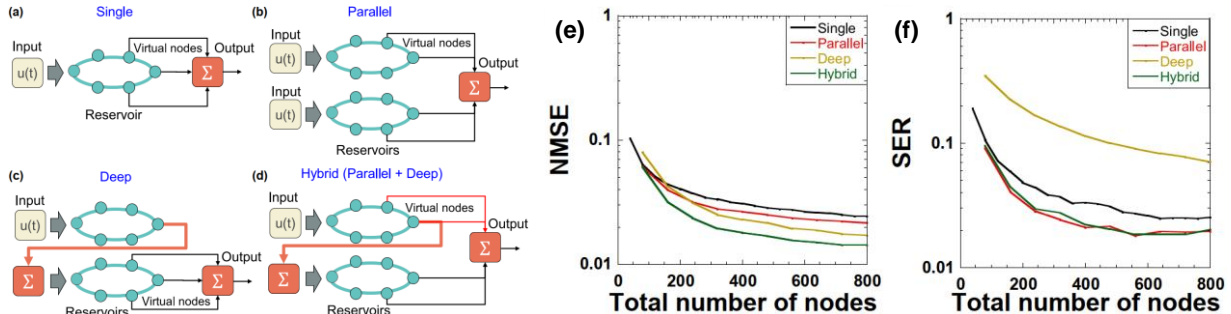 (a)
Single
Input
u(t)
Virtual nodes
Output
Σ
Reservoir
(b)
Parallel
Input
u(t)
Virtual nodes
Output
Σ
Reservoirs
(c)
Deep
Input
u(t)
Σ
Output
Σ
Virtual nodes
Reservoirs
(d)
Hybrid (Parallel + Deep)
Input
u(t)
Virtual nodes
Output
Σ
Σ
Reservoirs
(e)
1
0.1
0.01
NMSE
Single
Parallel
Deep
Hybrid
0 200 400 600 800
Total number of nodes
(f)
1
0.1
0.01
SER
Single
Parallel
Deep
Hybrid
0 200 400 600 800
Total number of nodes